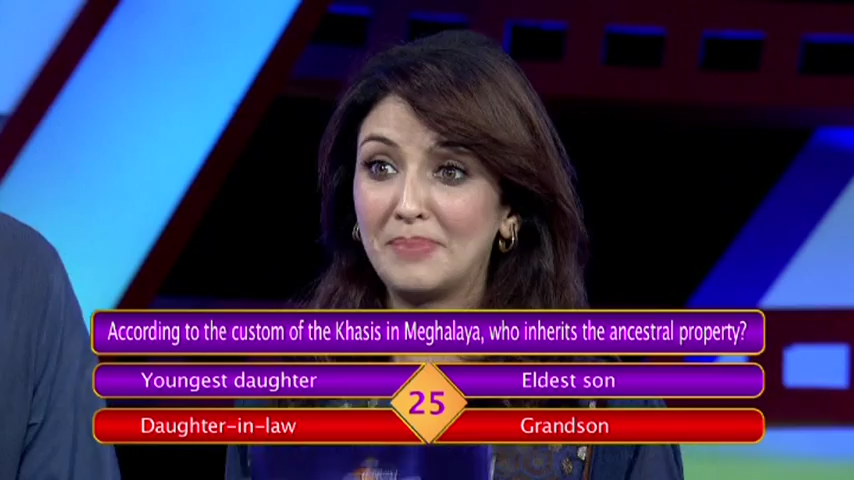 According to the custom of the Khasis in Meghalaya, who inherits the ancestral property?
Youngest daughter
Eldest son
25
Daughter-in-law
Grandson